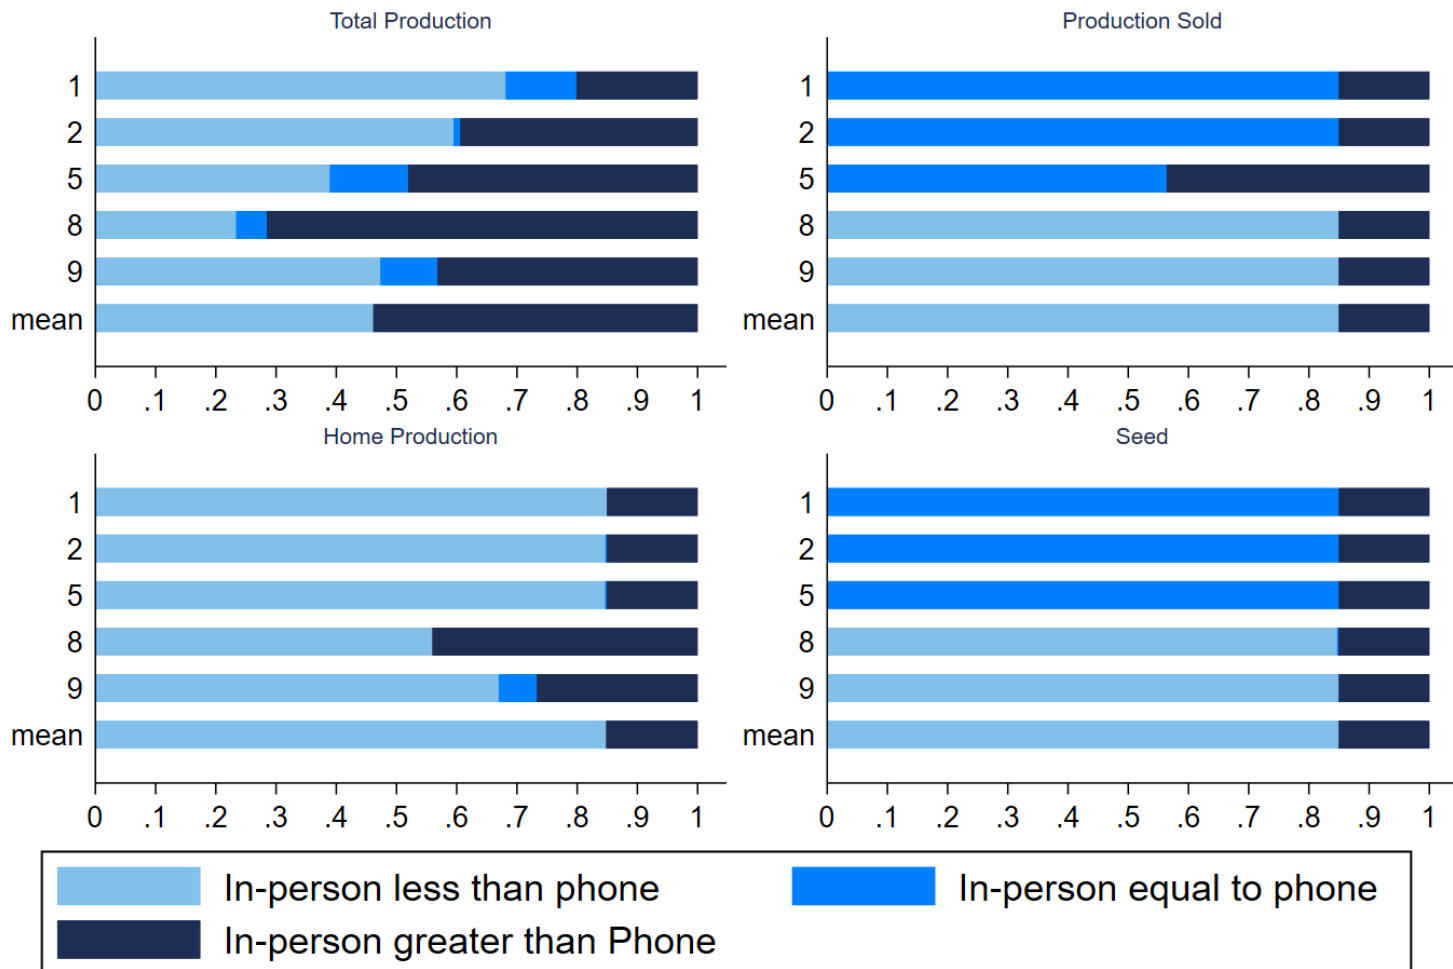 Total Production
1
2
5
8
9
mean
0 .1 .2 .3 .4 .5 .6 .7 .8 .9 1
Production Sold
1
2
5
8
9
mean
0 .1 .2 .3 .4 .5 .6 .7 .8 .9 1
Home Production
1
2
5
8
9
mean
0 .1 .2 .3 .4 .5 .6 .7 .8 .9 1
Seed
1
2
5
8
9
mean
0 .1 .2 .3 .4 .5 .6 .7 .8 .9 1
In-person less than phone
In-person equal to phone
In-person greater than Phone